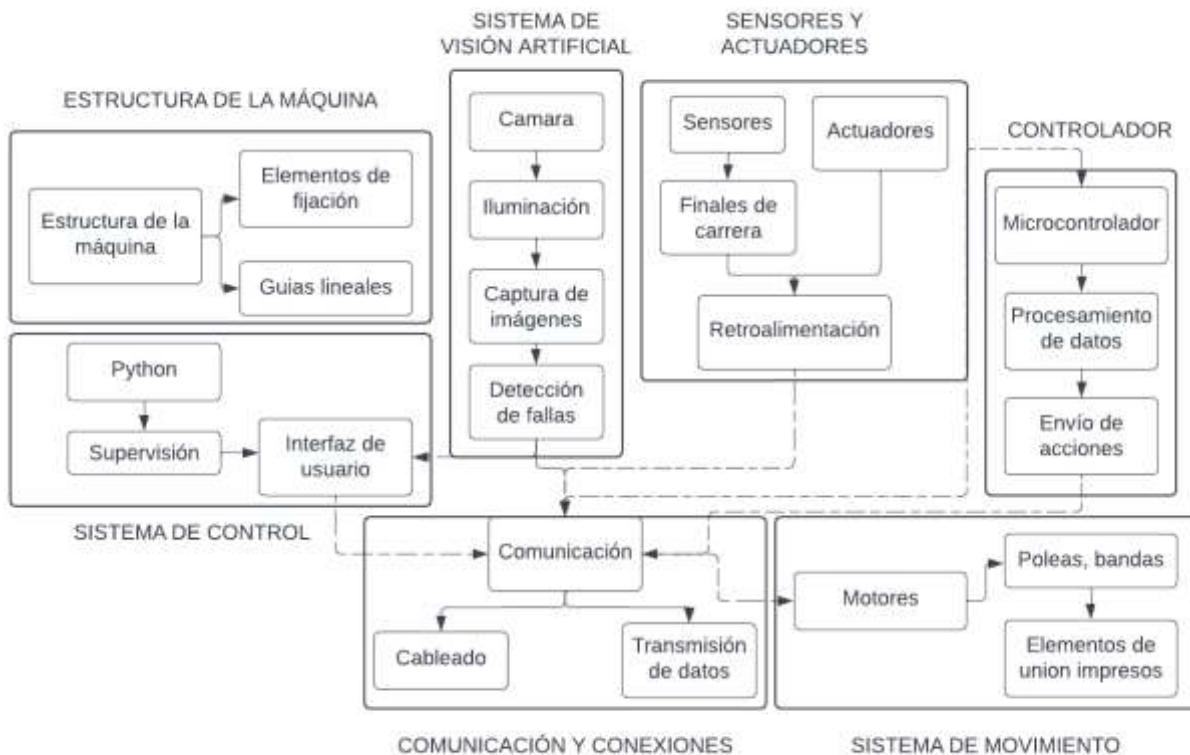 SISTEMA DE
VISIÓN ARTIFICIAL
SENSORES Y
ACTUADORES
ESTRUCTURA DE LA MÁQUINA
CONTROLADOR
Estructura de la
máquina
Elementos de
fijación
Guias lineales
Camara
Iluminación
Captura de
imágenes
Detección
de fallas
Sensores
Actuadores
Finales de
carrera
Retroalimentación
Microcontrolador
Procesamiento
de datos
Envío de
acciones
Python
Supervisión
Interfaz de
usuario
SISTEMA DE CONTROL
Comunicación
Cableado
Transmisión
de datos
Motores
Poleas, bandas
Elementos de
union impresos
COMUNICACIÓN Y CONEXIONES
SISTEMA DE MOVIMIENTO